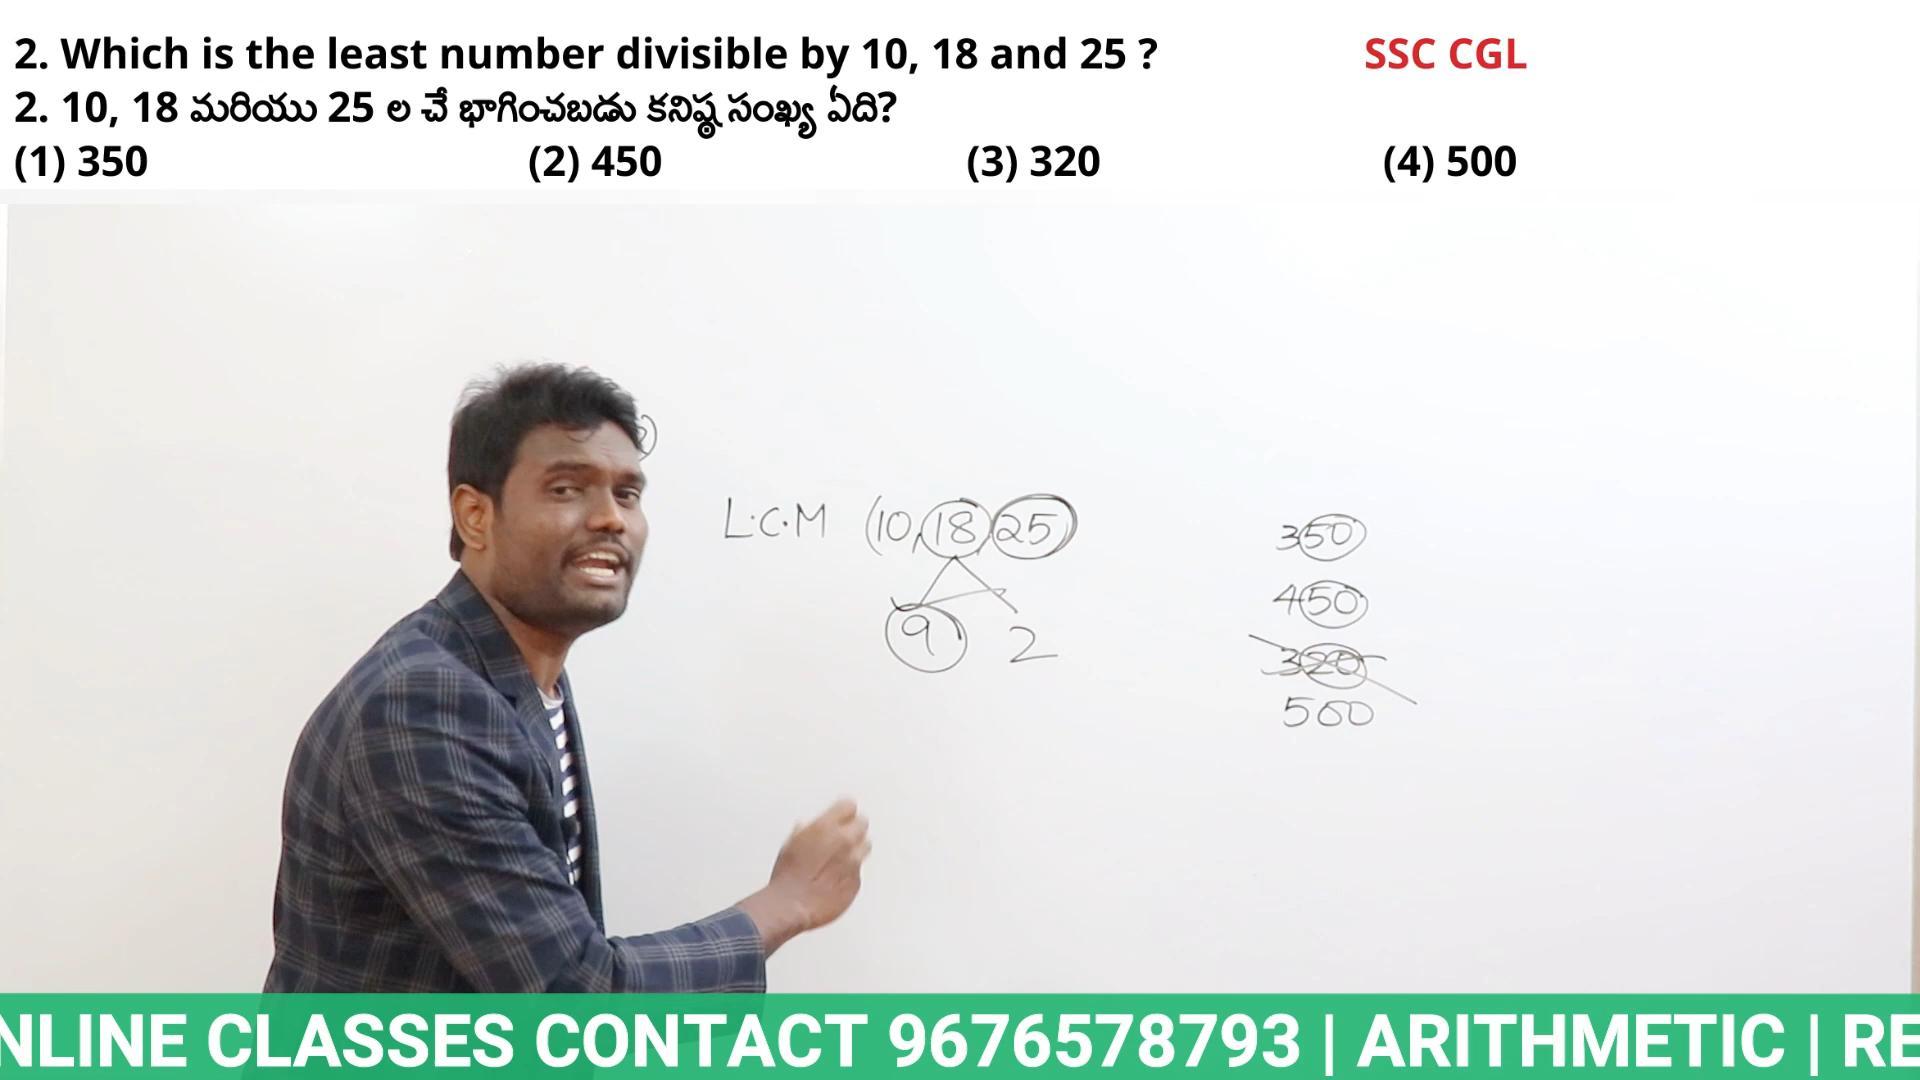 2. Which is the least number divisible by 10, 18 and 25 ? SSC CGL
2. 10, 18 మరియు 25 ల చే భాగించబడు కనిష్ఠ సంఖ్య ఏది?
(1) 350 (2) 450 (3) 320 (4) 500
L.C.M (10, 18, 25)
9 2
350
450
320
500
NLINE CLASSES CONTACT 9676578793 | ARITHMETIC | RE